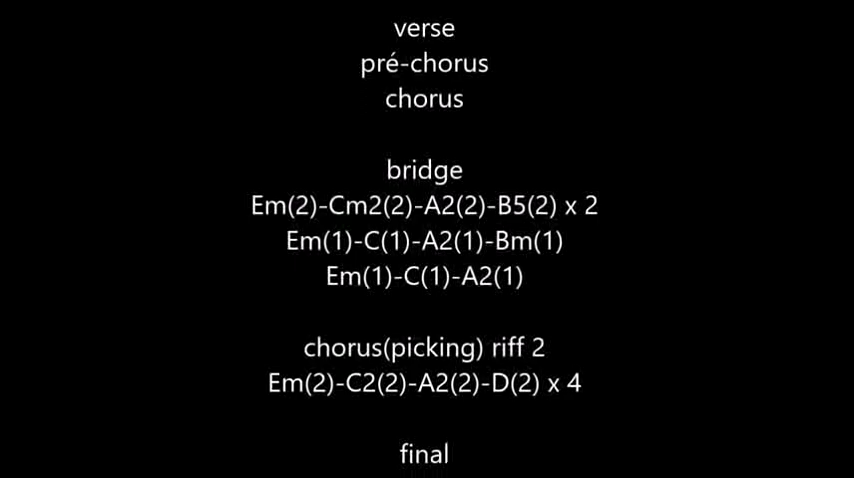 verse
pré-chorus
chorus
bridge
Em(2)-Cm2(2)-A2(2)-B5(2) x 2
Em(1)-C(1)-A2(1)-Bm(1)
Em(1)-C(1)-A2(1)
chorus(picking) riff 2
Em(2)-C2(2)-A2(2)-D(2) x 4
final